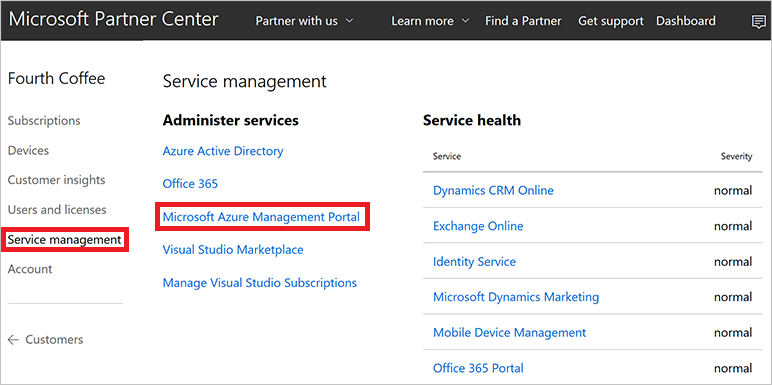 Microsoft Partner Center Partner with us Learn more Find a Partner Get support Dashboard
Fourth Coffee
Subscriptions
Devices
Customer insights
Users and licenses
Service management
Account
Customers
Service management
Administer services
Azure Active Directory
Office 365
Microsoft Azure Management Portal
Visual Studio Marketplace
Manage Visual Studio Subscriptions
Service health
Service Severity
Dynamics CRM Online normal
Exchange Online normal
Identity Service normal
Microsoft Dynamics Marketing normal
Mobile Device Management normal
Office 365 Portal normal